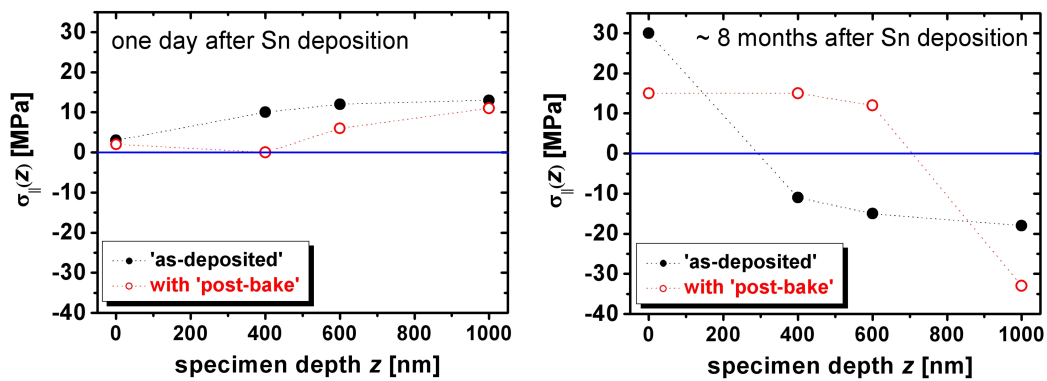 one day after Sn deposition
30
20
10
0
-10
-20
-30
-40
σ||(z) [MPa]
'as-deposited'
with 'post-bake'
0 200 400 600 800 1000
specimen depth z [nm]
~ 8 months after Sn deposition
30
20
10
0
-10
-20
-30
-40
σ||(z) [MPa]
'as-deposited'
with 'post-bake'
0 200 400 600 800 1000
specimen depth z [nm]